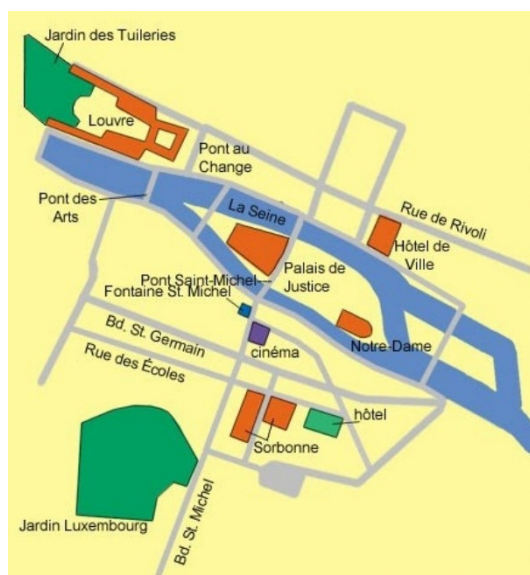 Jardin des Tuileries
Louvre
Pont au
Change
Pont des
Arts
La Seine
Rue de Rivoli
Hôtel de
Ville
Pont Saint-Michel
Palais de
Justice
Fontaine St. Michel
Bd. St. Germain
cinéma
Notre-Dame
Rue des Écoles
hôtel
Sorbonne
Jardin Luxembourg
Bd. St. Michel